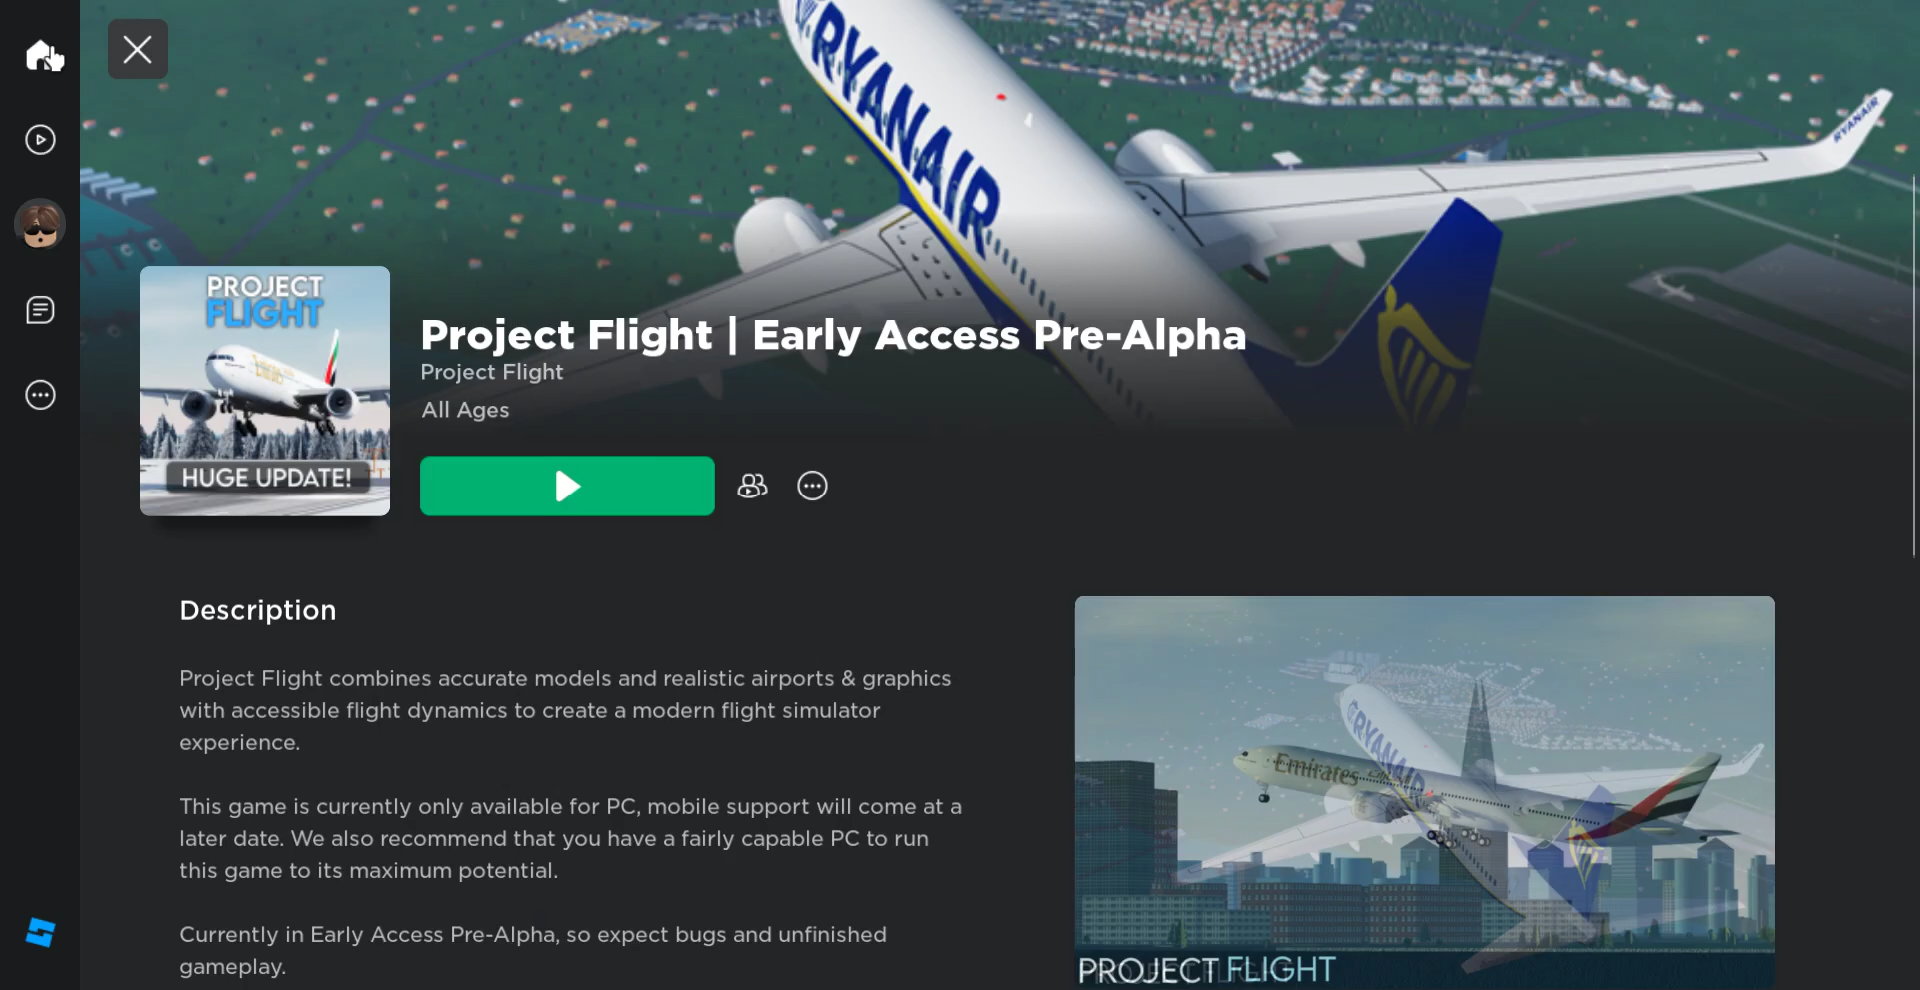 RYANAIR
RYANAIR
PROJECT
FLIGHT
HUGE UPDATE!
Project Flight | Early Access Pre-Alpha
Project Flight
All Ages
Description
Project Flight combines accurate models and realistic airports & graphics
with accessible flight dynamics to create a modern flight simulator
experience.
This game is currently only available for PC, mobile support will come at a
later date. We also recommend that you have a fairly capable PC to run
this game to its maximum potential.
Currently in Early Access Pre-Alpha, so expect bugs and unfinished
gameplay.
RYANAIR
Emirates
PROJECT FLIGHT